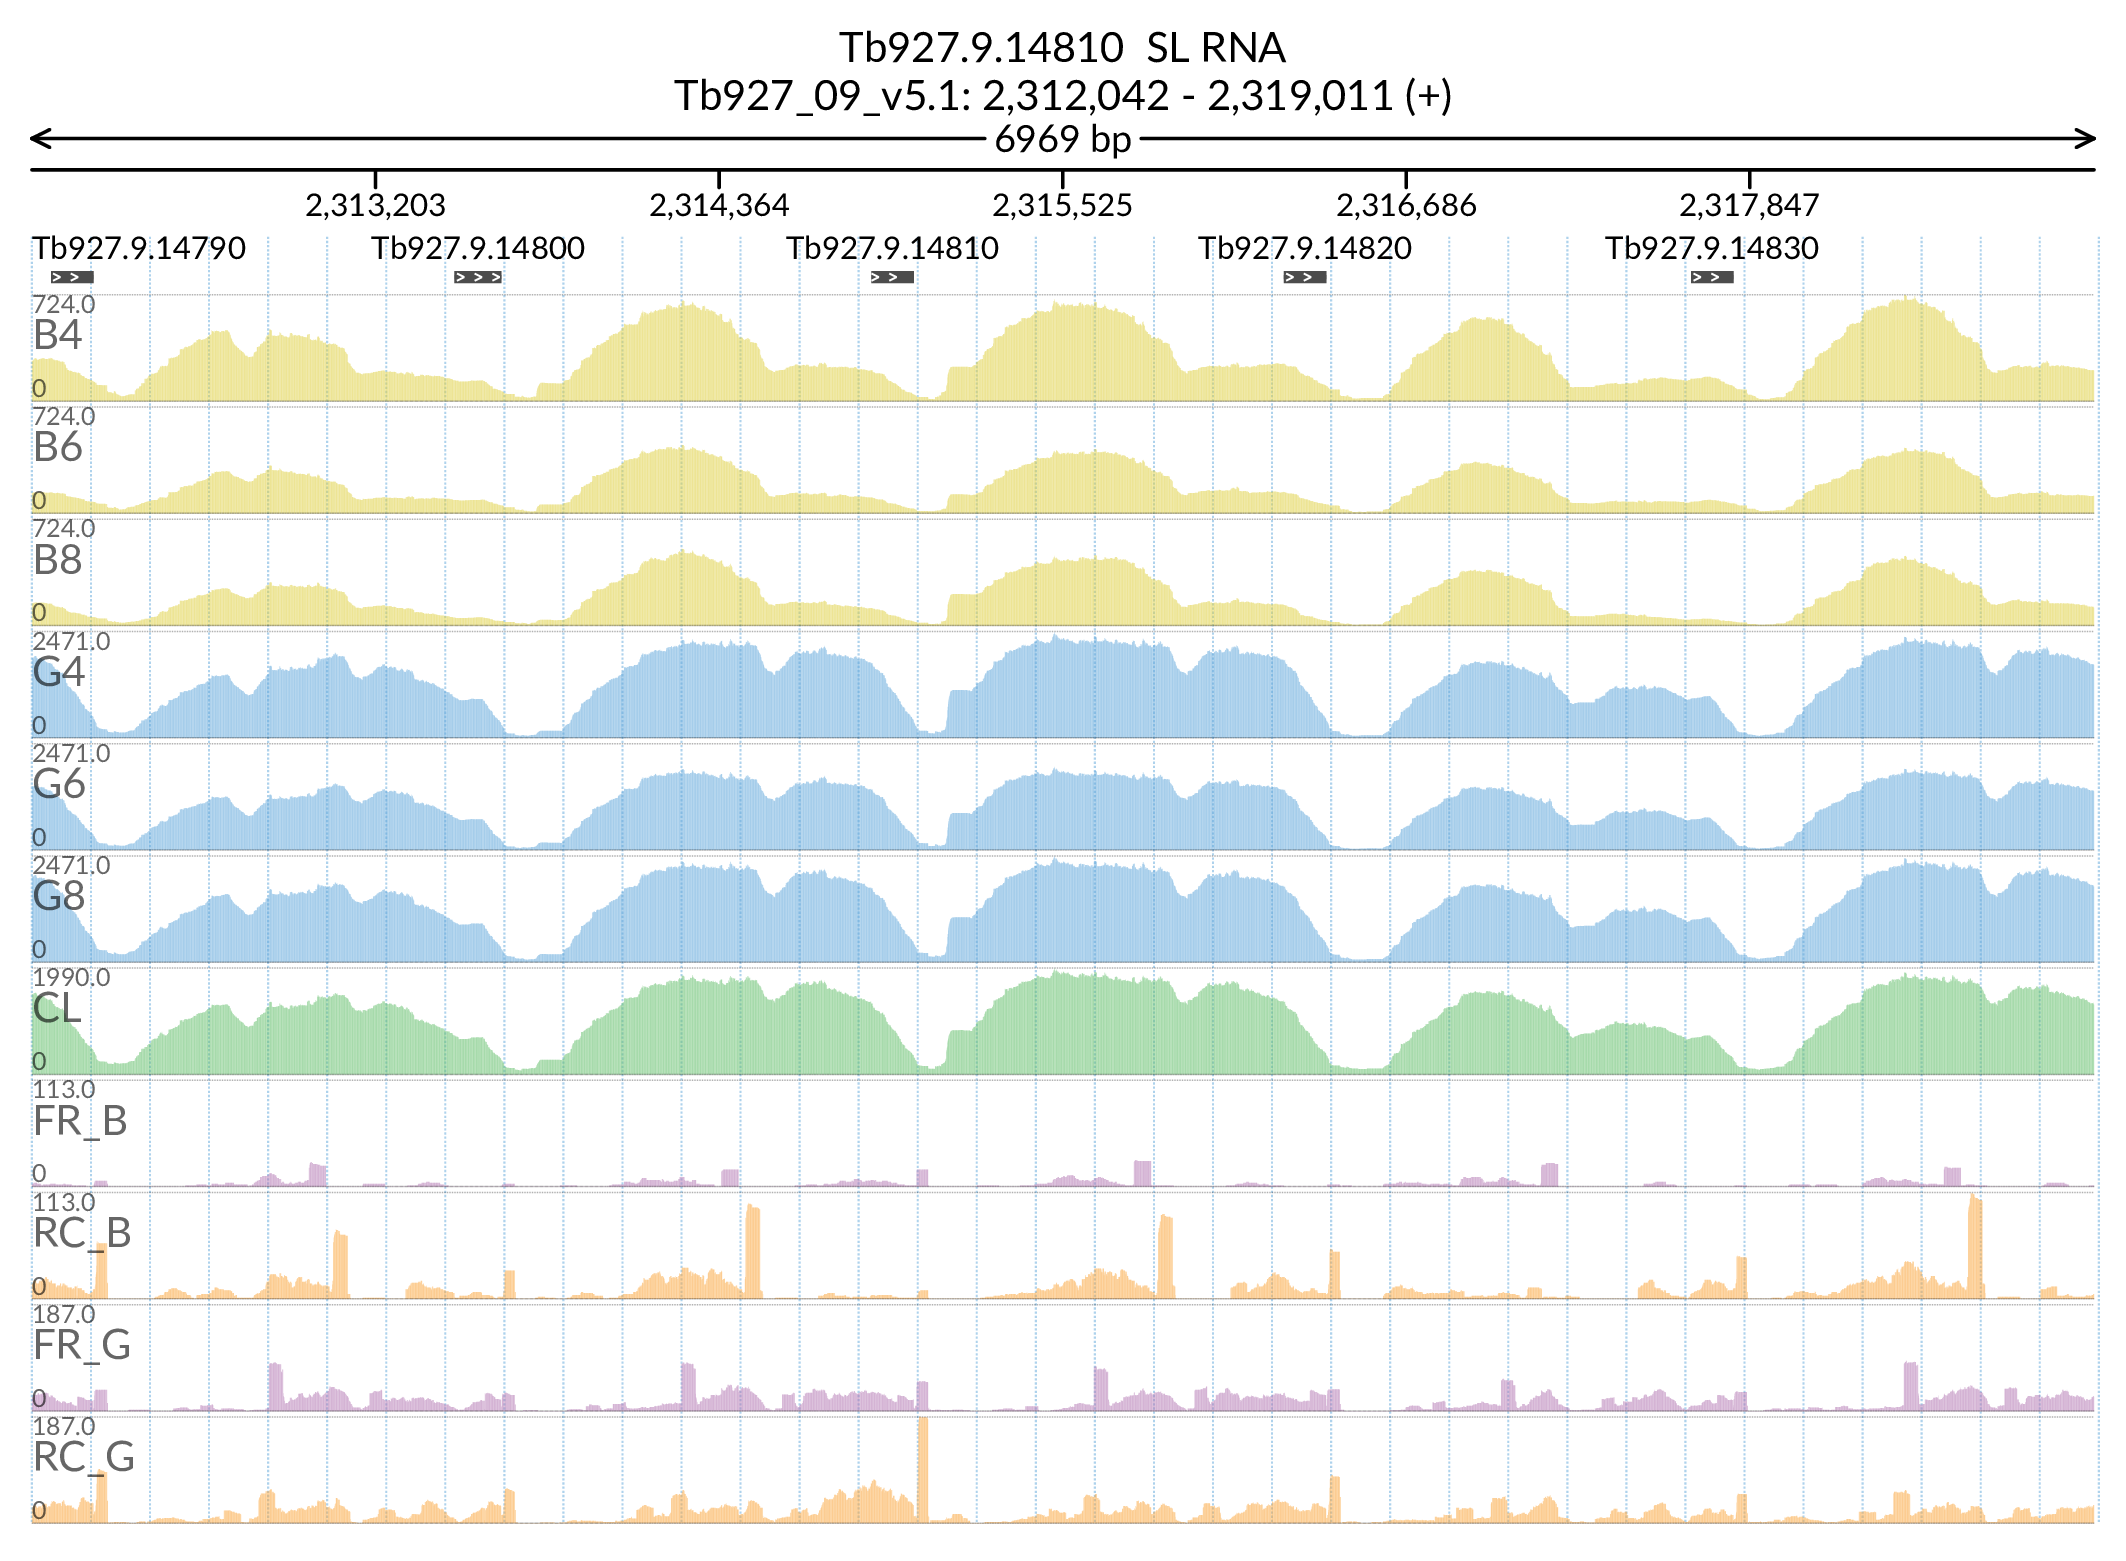 Tb927.9.14810 SL RNA
Tb927_09_v5.1: 2,312,042 - 2,319,011 (+)
6969 bp
2,313,203 2,314,364 2,315,525 2,316,686 2,317,847
Tb927.9.14790 Tb927.9.14800 Tb927.9.14810 Tb927.9.14820 Tb927.9.14830
724.0
B4
0
724.0
B6
0
724.0
B8
0
2471.0
G4
0
2471.0
G6
0
2471.0
G8
0
1990.0
CL
0
113.0
FR_B
0
113.0
RC_B
0
187.0
FR_G
0
187.0
RC_G
0